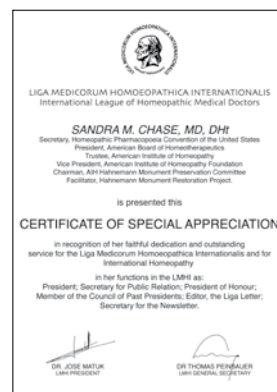 LIGA MEDICORUM HOMOEOPATHICA INTERNATIONALIS
International League of Homeopathic Medical Doctors
SANDRA M. CHASE, MD, DHt
Secretary, Homeopathic Pharmacopoeia Convention of the United States
President, American Board of Homeotherapeutics
Trustee, American Institute of Homeopathy
Vice President, American Institute of Homeopathy Foundation
Chairman, AIH Hahnemann Monument Preservation Committee
Facilitator, Hahnemann Monument Restoration Project.
is presented this
CERTIFICATE OF SPECIAL APPRECIATION
in recognition of her faithful dedication and outstanding
service for the Liga Medicorum Homoeopathica Internationalis and for
International Homeopathy
in her functions in the LMHI as:
President; Secretary for Public Relation; President of Honour;
Member of the Council of Past Presidents; Editor, the Liga Letter;
Secretary for the Newsletter.
DR. JOSE MATUK
LMHI PRESIDENT
DR THOMAS PEINBAUER
LMHI GENERAL SECRETARY